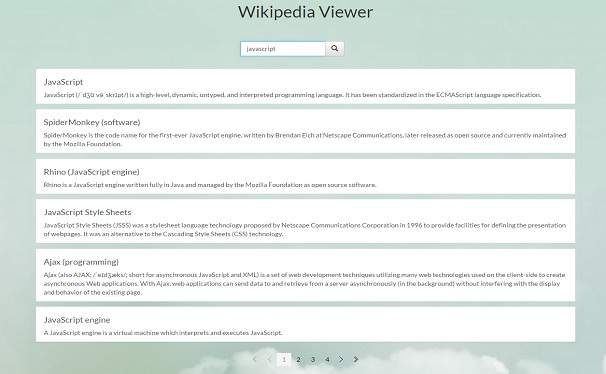 Wikipedia Viewer
javascript
JavaScript
JavaScript (/ˈdʒɑːvəˌskrɪpt/) is a high-level, dynamic, untyped, and interpreted programming language. It has been standardized in the ECMAScript language specification.
SpiderMonkey (software)
SpiderMonkey is the code name for the first-ever JavaScript engine, written by Brendan Eich at Netscape Communications, later released as open source and currently maintained
by the Mozilla Foundation.
Rhino (JavaScript engine)
Rhino is a JavaScript engine written fully in Java and managed by the Mozilla Foundation as open source software.
JavaScript Style Sheets
JavaScript Style Sheets (JSSS) was a stylesheet language technology proposed by Netscape Communications Corporation in 1996 to provide facilities for defining the presentation
of webpages. It was an alternative to the Cascading Style Sheets (CSS) technology.
Ajax (programming)
Ajax (also AJAX; /ˈeɪdʒæks/; short for asynchronous JavaScript and XML) is a set of web development techniques utilizing many web technologies used on the client-side to create
asynchronous Web applications. With Ajax, web applications can send data to and retrieve from a server asynchronously (in the background) without interfering with the display
and behavior of the existing page.
JavaScript engine
A JavaScript engine is a virtual machine which interprets and executes JavaScript.
« < 1 2 3 4 > »